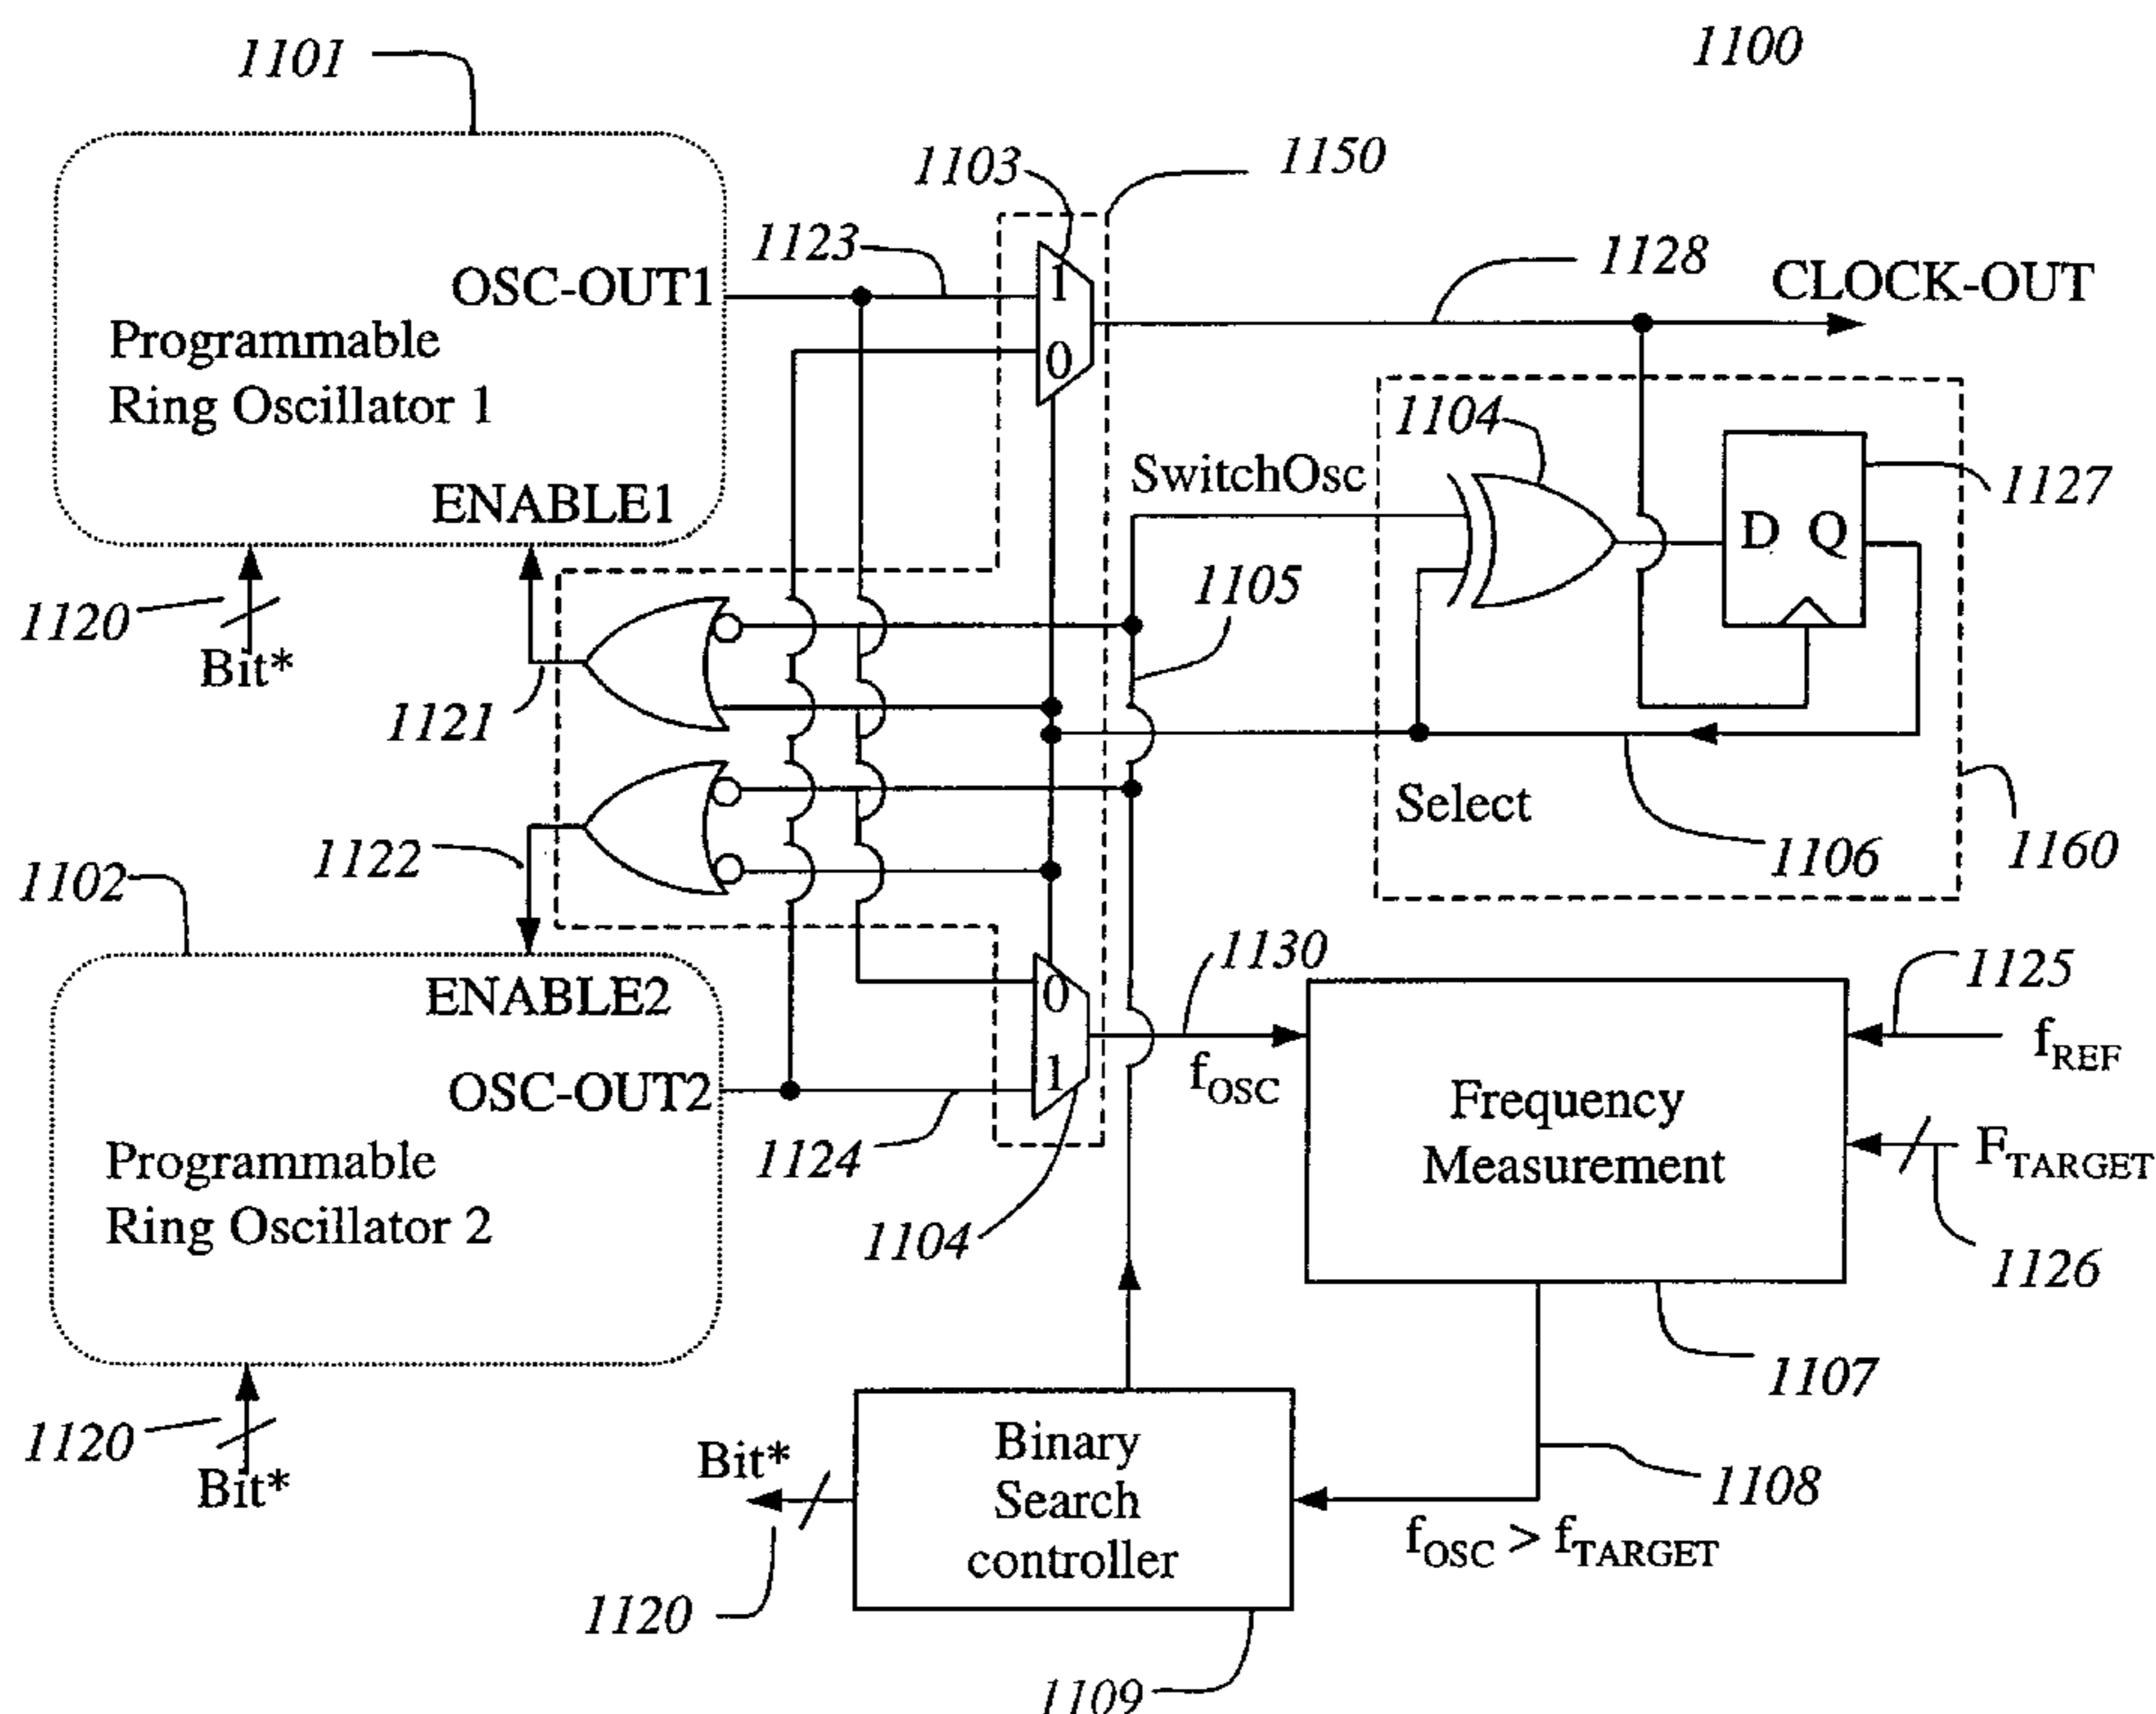 1100
1101
1103
1150
1123
1128
OSC-OUT1
1
CLOCK-OUT
Programmable
Ring Oscillator 1
0
1104
SwitchOsc
1127
ENABLE1
D Q
1120
Bit*
1105
1121
Select
1122
1106
1160
1102
ENABLE2
0
1130
1125
fREF
OSC-OUT2
1
fOSC
Frequency
Measurement
FTARGET
1124
Programmable
Ring Oscillator 2
1104
1126
1107
1120
Bit*
Bit*
Binary
Search
controller
1108
fOSC > fTARGET
1120
1109